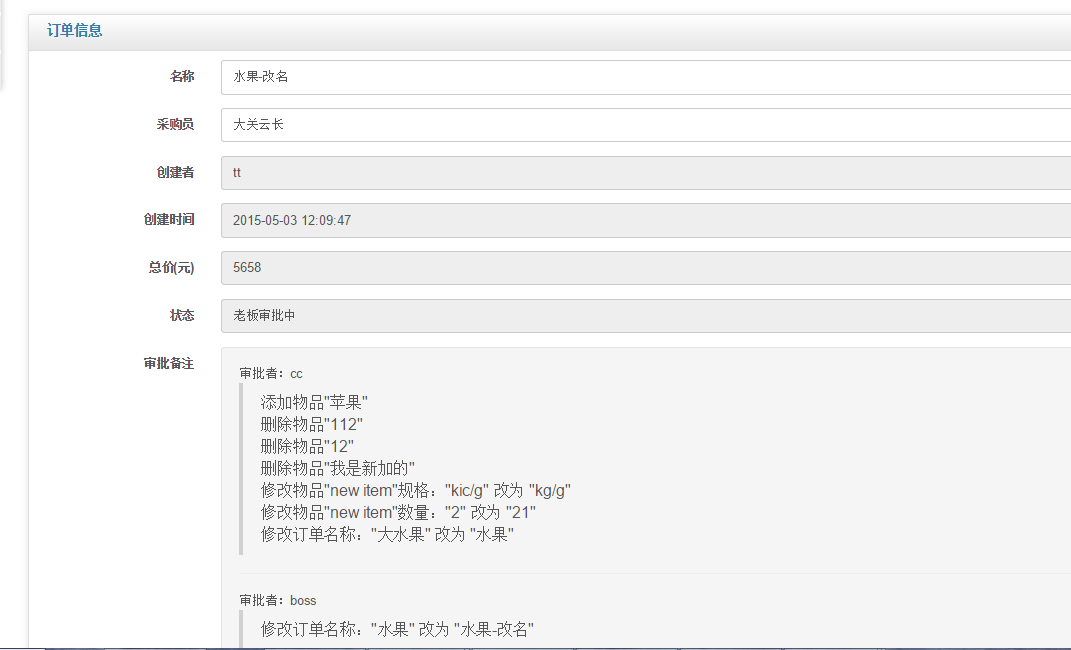 订单信息
名称 水果-改名
采购员 大关云长
创建者 tt
创建时间 2015-05-03 12:09:47
总价(元) 5658
状态 老板审批中
审批备注
审批者：cc
添加物品"苹果"
删除物品"112"
删除物品"12"
删除物品"我是新加的"
修改物品"new item"规格："kic/g" 改为 "kg/g"
修改物品"new item"数量："2" 改为 "21"
修改订单名称："大水果" 改为 "水果"
审批者：boss
修改订单名称："水果" 改为 "水果-改名"